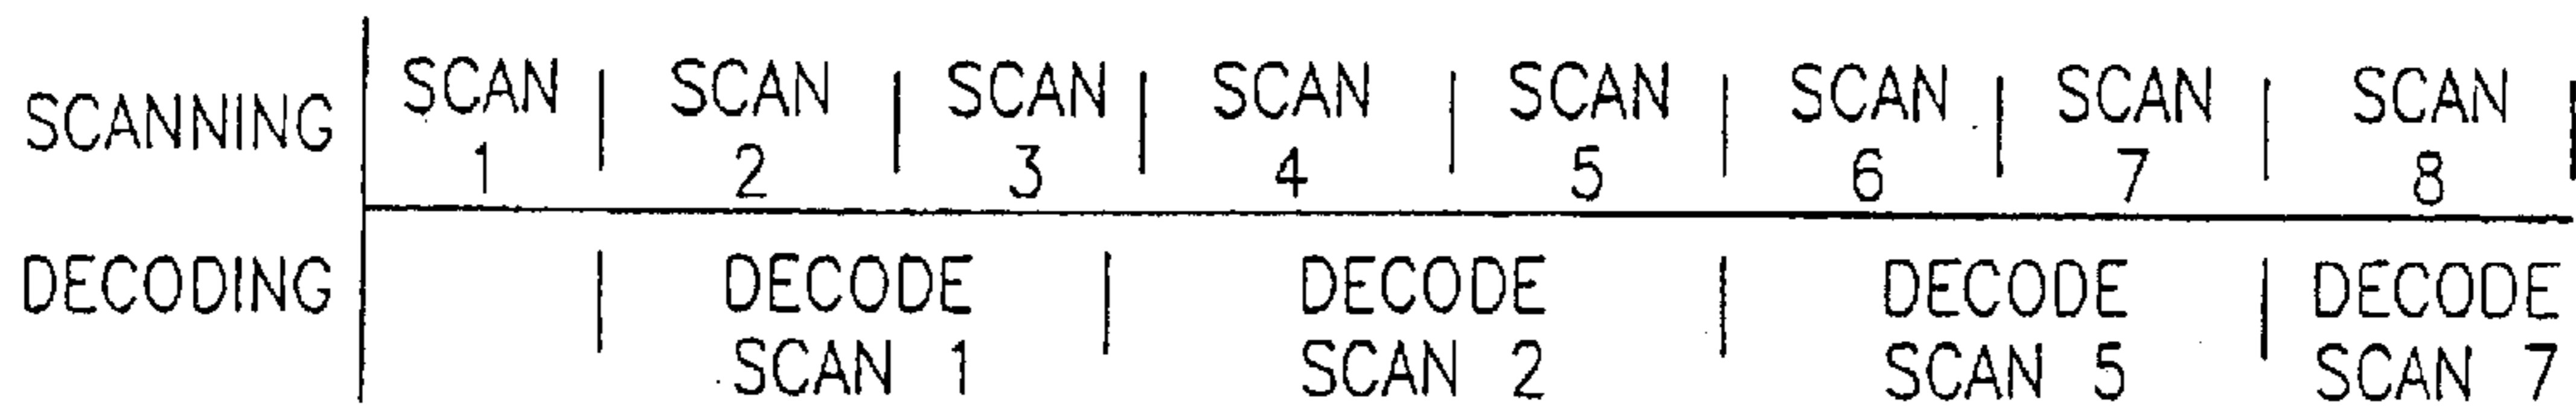 SCANNING SCAN 1 SCAN 2 SCAN 3 SCAN 4 SCAN 5 SCAN 6 SCAN 7 SCAN 8
DECODING DECODE SCAN 1 DECODE SCAN 2 DECODE SCAN 5 DECODE SCAN 7